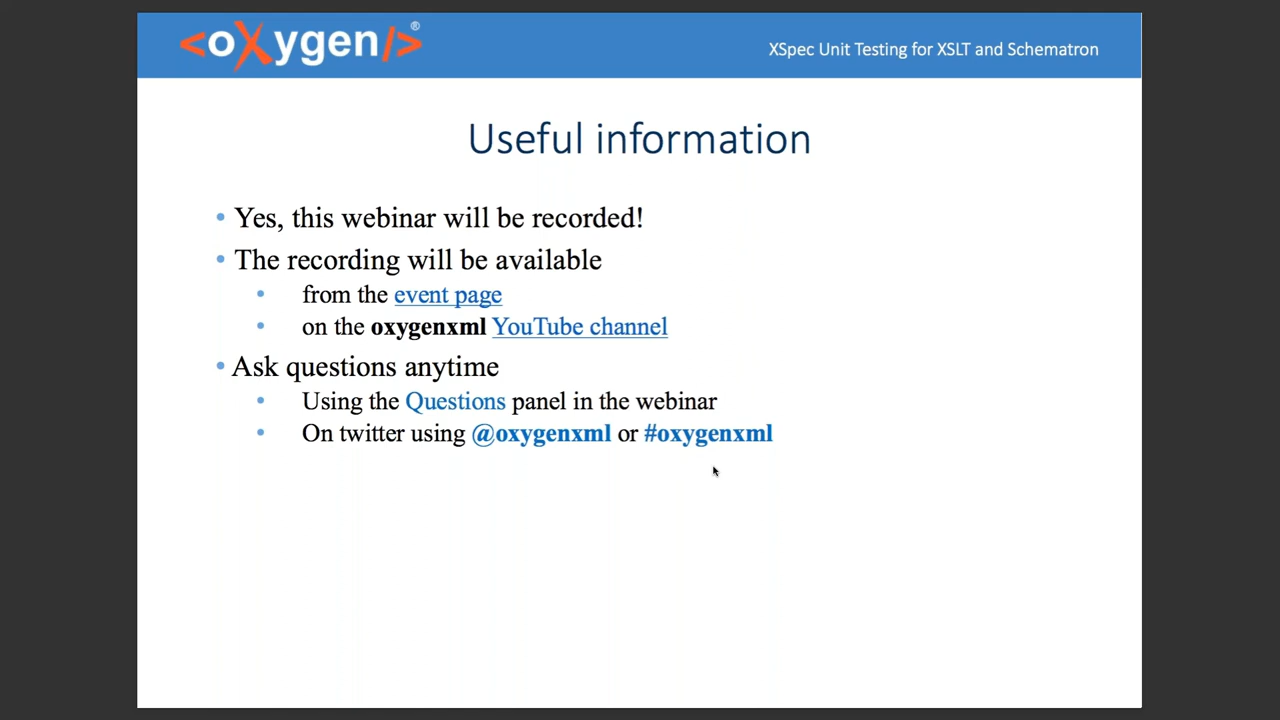 <oXygen/>®
XSpec Unit Testing for XSLT and Schematron
Useful information
• Yes, this webinar will be recorded!
• The recording will be available
• from the event page
• on the oxygenxml YouTube channel
• Ask questions anytime
• Using the Questions panel in the webinar
• On twitter using @oxygenxml or #oxygenxml